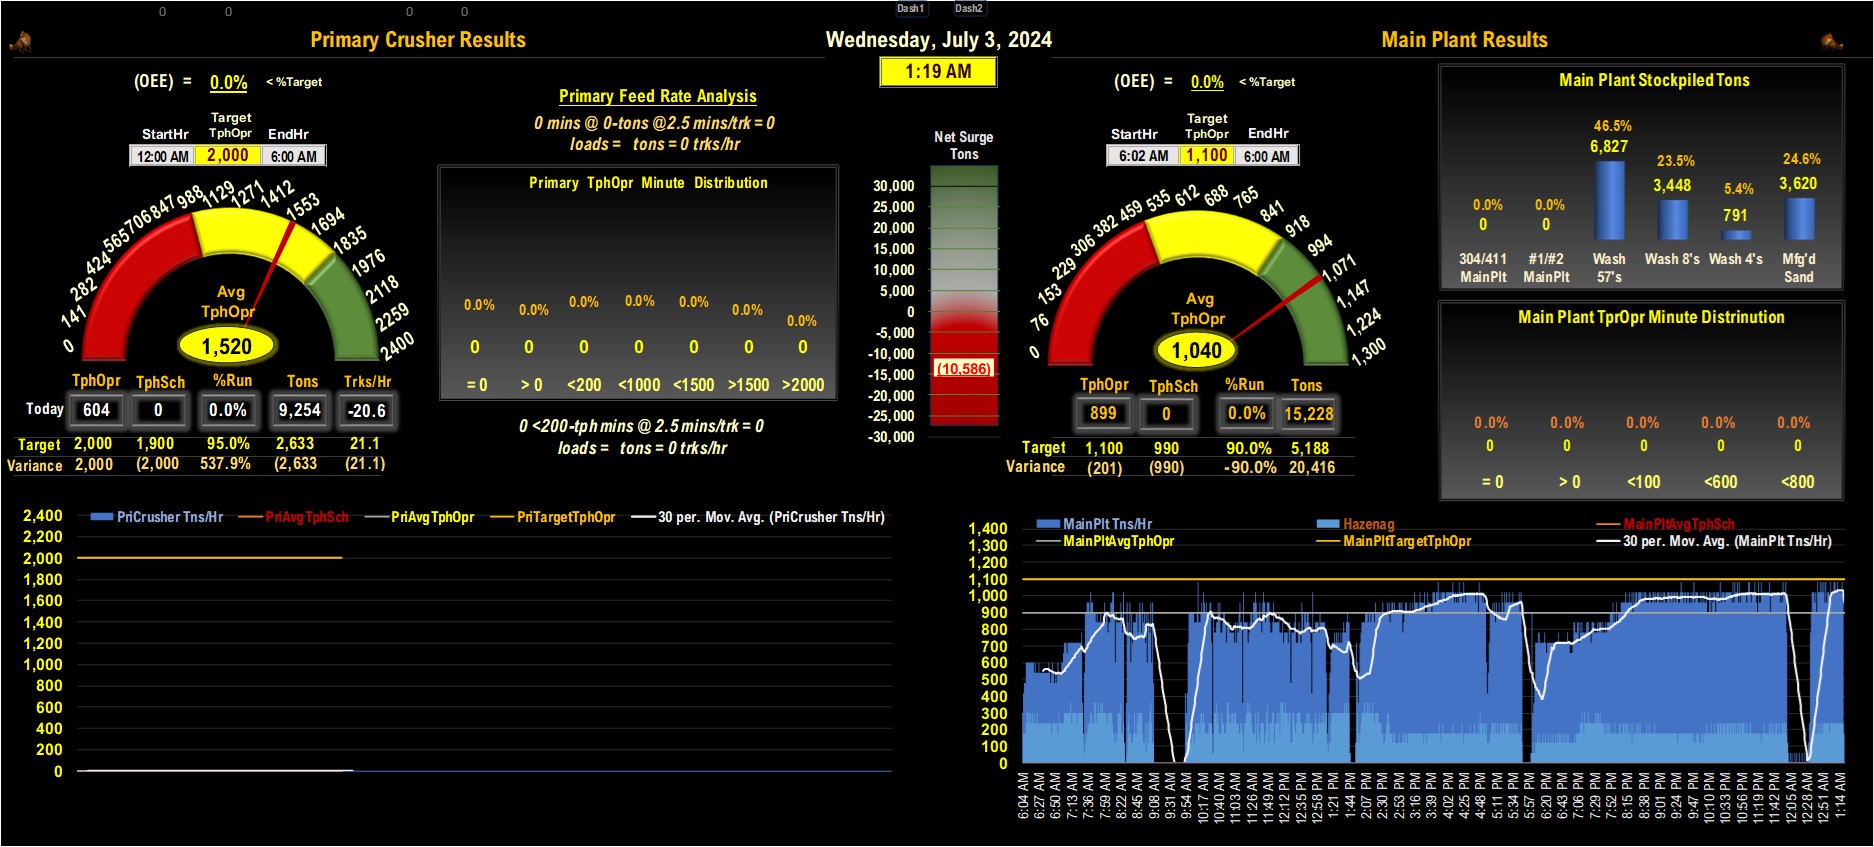 0 0 0 0 Dash1 Dash2
Primary Crusher Results
Wednesday, July 3, 2024
Main Plant Results
1:19 AM
(OEE) = 0.0% < %Target
Target
StartHr TphOpr EndHr
12:00 AM 2,000 6:00 AM
0 141 282 424 565 706 847 988 1129 1271 1412 1553 1694 1835 1976 2118 2259 2400
Avg
TphOpr
1,520
TphOpr TphSch %Run Tons Trks/Hr
Today 604 0 0.0% 9,254 -20.6
Target 2,000 1,900 95.0% 2,633 21.1
Variance 2,000 (2,000 537.9% (2,633 (21.1)
Primary Feed Rate Analysis
0 mins @ 0-tons @2.5 mins/trk = 0
loads = tons = 0 trks/hr
Primary TphOpr Minute Distribution
0.0% 0.0% 0.0% 0.0% 0.0% 0.0% 0.0%
0 0 0 0 0 0 0
= 0 > 0 <200 <1000 <1500 >1500 >2000
0 <200-tph mins @ 2.5 mins/trk = 0
loads = tons = 0 trks/hr
Net Surge
Tons
30,000
25,000
20,000
15,000
10,000
5,000
0
-5,000
-10,000
(10,586)
-15,000
-20,000
-25,000
-30,000
(OEE) = 0.0% < %Target
Target
StartHr TphOpr EndHr
6:02 AM 1,100 6:00 AM
0 76 153 229 306 382 459 535 612 688 765 841 918 994 1,071 1,147 1,224 1,300
Avg
TphOpr
1,040
TphOpr TphSch %Run Tons
899 0 0.0% 15,228
Target 1,100 990 90.0% 5,188
Variance (201) (990) -90.0% 20,416
Main Plant Stockpiled Tons
0.0% 0.0% 46.5% 23.5% 5.4% 24.6%
0 0 6,827 3,448 791 3,620
304/411 #1/#2 Wash Wash 8's Wash 4's Mfg'd
MainPlt MainPlt 57's Sand
Main Plant TprOpr Minute Distrinution
0.0% 0.0% 0.0% 0.0% 0.0%
0 0 0 0 0
= 0 > 0 <100 <600 <800
PriCrusher Tns/Hr PriAvgTphSch PriAvgTphOpr PriTargetTphOpr 30 per. Mov. Avg. (PriCrusher Tns/Hr)
2,400
2,200
2,000
1,800
1,600
1,400
1,200
1,000
800
600
400
200
0
MainPlt Tns/Hr Hazenag MainPltAvgTphSch
MainPltAvgTphOpr MainPltTargetTphOpr 30 per. Mov. Avg. (MainPlt Tns/Hr)
1,400
1,300
1,200
1,100
1,000
900
800
700
600
500
400
300
200
100
0
6:04 AM 6:27 AM 6:50 AM 7:13 AM 7:36 AM 7:59 AM 8:22 AM 8:45 AM 9:08 AM 9:31 AM 9:54 AM 10:17 AM 10:40 AM 11:03 AM 11:26 AM 11:49 AM 12:12 PM 12:35 PM 12:58 PM 1:21 PM 1:44 PM 2:07 PM 2:30 PM 2:53 PM 3:16 PM 3:39 PM 4:02 PM 4:25 PM 4:48 PM 5:11 PM 5:34 PM 5:57 PM 6:20 PM 6:43 PM 7:06 PM 7:29 PM 7:52 PM 8:15 PM 8:38 PM 9:01 PM 9:24 PM 9:47 PM 10:10 PM 10:33 PM 10:56 PM 11:19 PM 11:42 PM 12:05 AM 12:28 AM 12:51 AM 1:14 AM